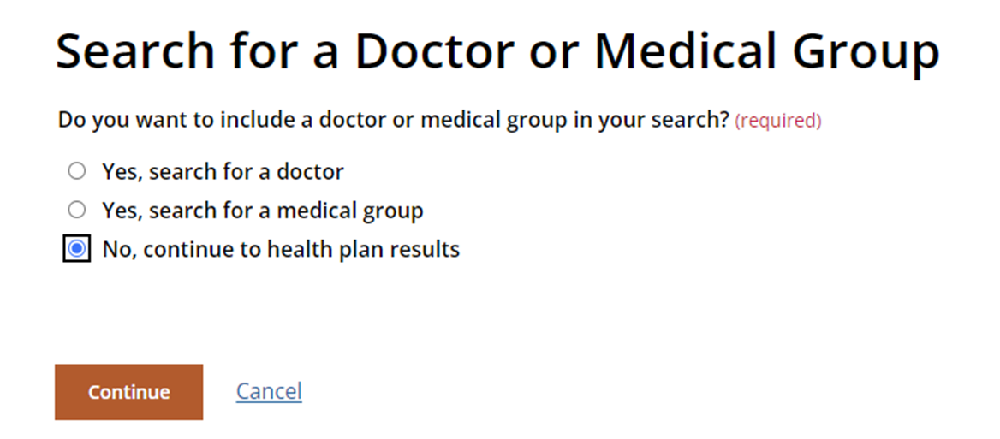 Search for a Doctor or Medical Group
Do you want to include a doctor or medical group in your search? (required)
Yes, search for a doctor
Yes, search for a medical group
No, continue to health plan results
Continue Cancel